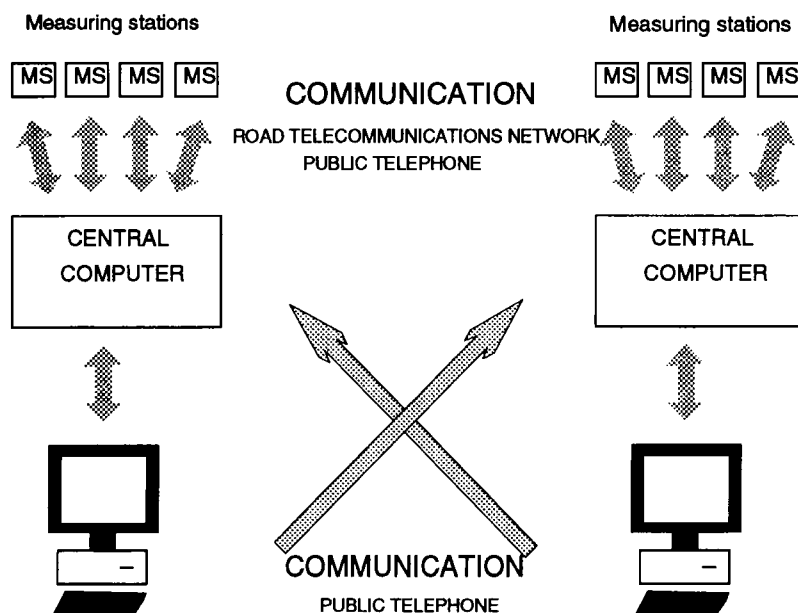 Measuring stations
MS MS MS MS
COMMUNICATION
ROAD TELECOMMUNICATIONS NETWORK,
PUBLIC TELEPHONE
CENTRAL
COMPUTER
Measuring stations
MS MS MS MS
CENTRAL
COMPUTER
COMMUNICATION
PUBLIC TELEPHONE